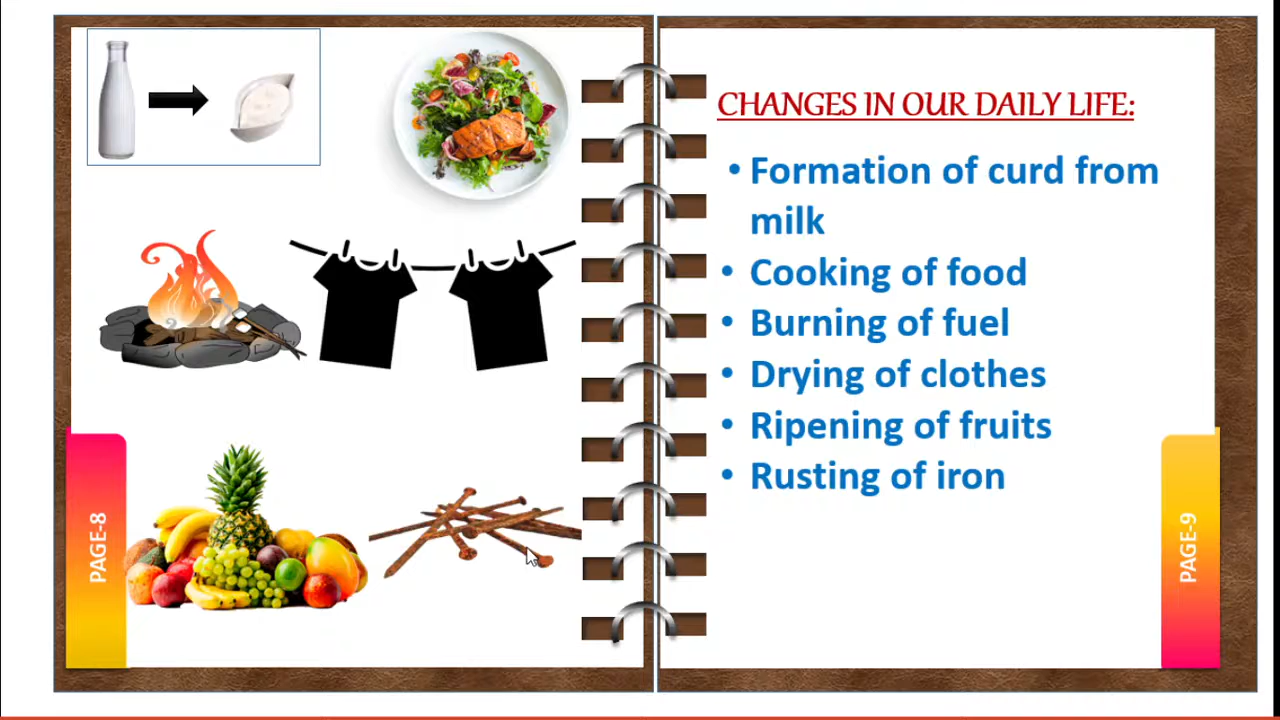 PAGE-8
CHANGES IN OUR DAILY LIFE:
• Formation of curd from
milk
• Cooking of food
• Burning of fuel
• Drying of clothes
• Ripening of fruits
• Rusting of iron
PAGE-9